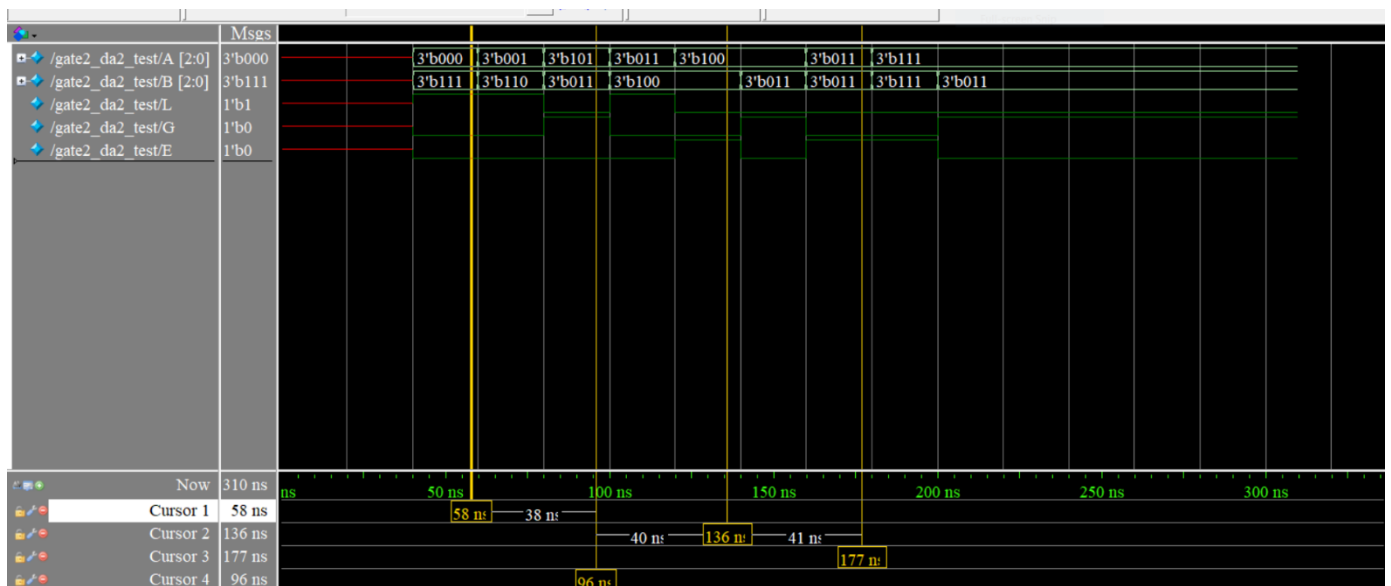 Msgs
/gate2_da2_test/A [2:0] 3'b000 3'b000 3'b001 3'b101 3'b011 3'b100 3'b011 3'b111
/gate2_da2_test/B [2:0] 3'b111 3'b111 3'b110 3'b011 3'b100 3'b011 3'b011 3'b111 3'b011
/gate2_da2_test/L 1'b1
/gate2_da2_test/G 1'b0
/gate2_da2_test/E 1'b0
Now 310 ns ns 50 ns 100 ns 150 ns 200 ns 250 ns 300 ns
Cursor 1 58 ns 58 ns 38 ns
Cursor 2 136 ns 40 ns 136 ns 41 ns
Cursor 3 177 ns 177 ns
Cursor 4 96 ns 96 ns